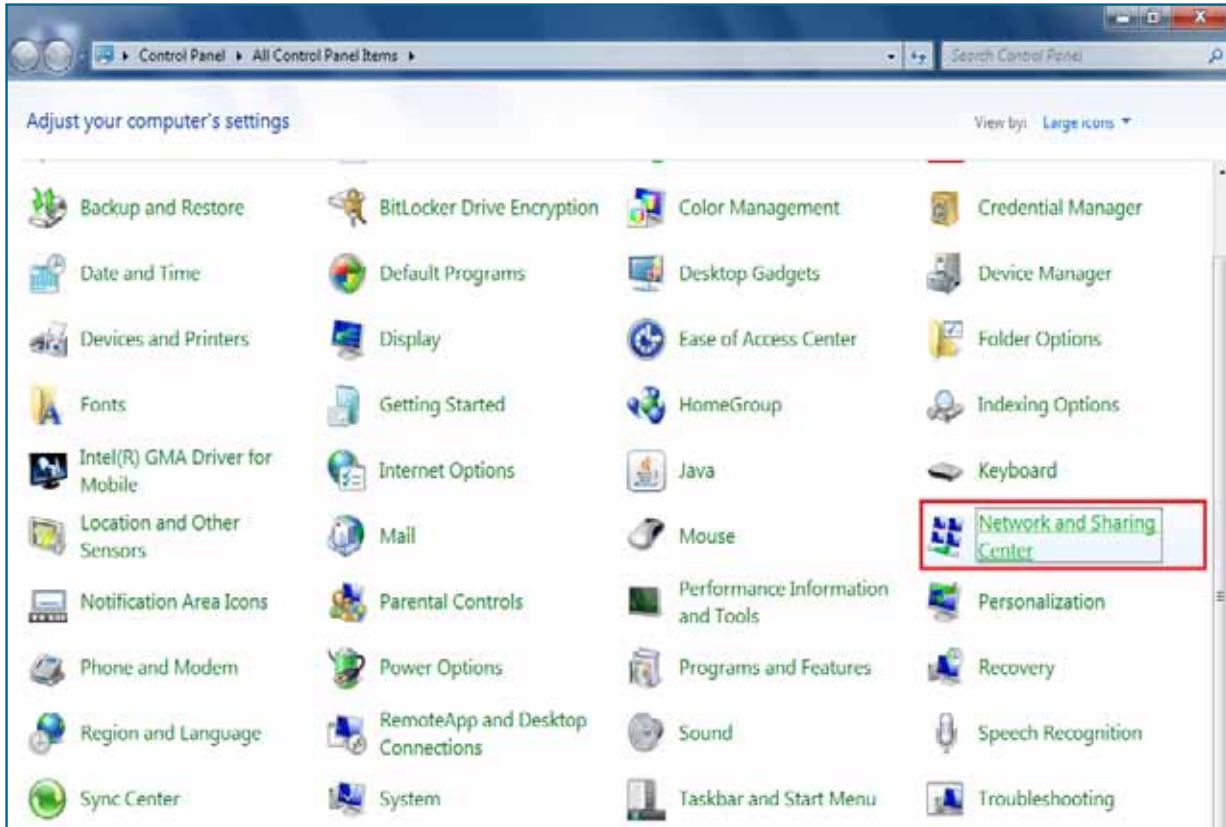 Control Panel ▸ All Control Panel Items ▸
Search Control Panel
Adjust your computer's settings
View by: Large icons
Backup and Restore
BitLocker Drive Encryption
Color Management
Credential Manager
Date and Time
Default Programs
Desktop Gadgets
Device Manager
Devices and Printers
Display
Ease of Access Center
Folder Options
Fonts
Getting Started
HomeGroup
Indexing Options
Intel(R) GMA Driver for
Mobile
Internet Options
Java
Keyboard
Location and Other
Sensors
Mail
Mouse
Network and Sharing
Center
Notification Area Icons
Parental Controls
Performance Information
and Tools
Personalization
Phone and Modem
Power Options
Programs and Features
Recovery
Region and Language
RemoteApp and Desktop
Connections
Sound
Speech Recognition
Sync Center
System
Taskbar and Start Menu
Troubleshooting